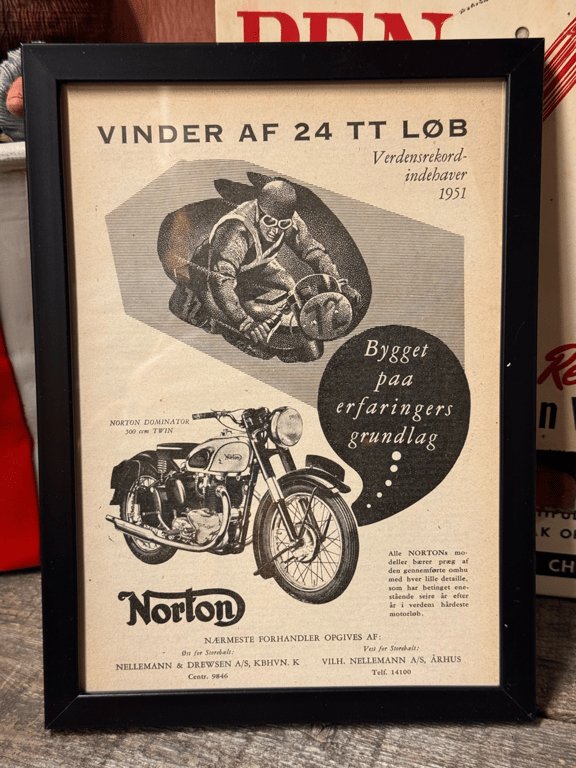 VINDER AF 24 TT LØB
Verdensrekord-
indehaver
1951
12
Bygget
paa
erfaringers
grundlag
NORTON DOMINATOR
500 ccm TWIN
Norton
Alle NORTONs mo-
deller bærer præg af
den gennemførte omhu
med hver lille detaille,
som har betinget ene-
stående sejre år efter
år i verdens hårdeste
motorløb.
Norton
NÆRMESTE FORHANDLER OPGIVES AF:
Øst for Storebælt:
NELLEMANN & DREWSEN A/S, KBHVN. K
Centr. 9846
Vest for Storebælt:
VILH. NELLEMANN A/S, ÅRHUS
Telf. 14100
CH